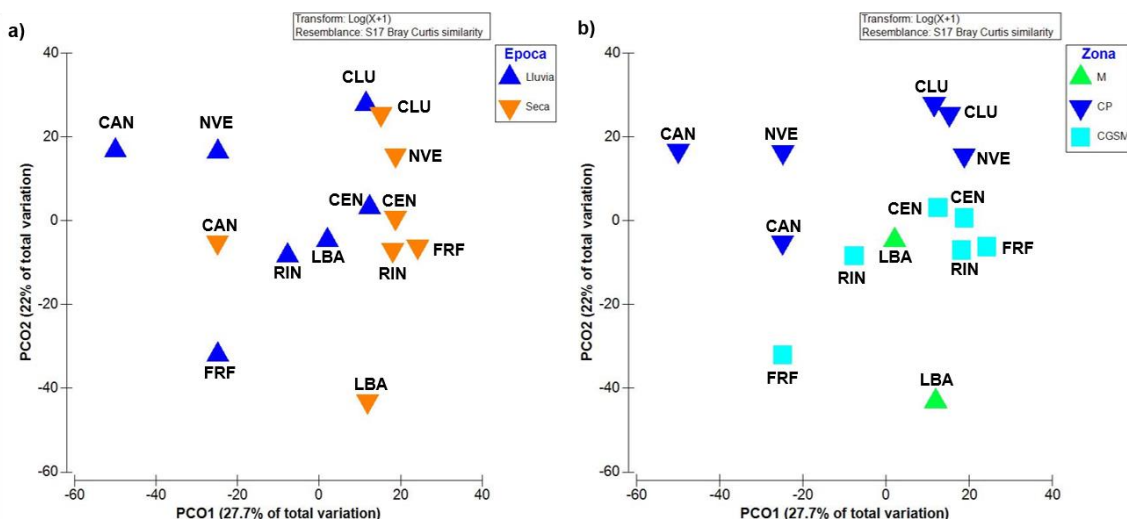 a)
Transform: Log(X+1)
Resemblance: S17 Bray Curtis similarity
Epoca
Lluvia
Seca
40
20
0
-20
-40
-60
PCO2 (22% of total variation)
CLU
CLU
CAN
NVE
NVE
CEN
CEN
CAN
LBA
FRF
RIN
RIN
FRF
LBA
-60
-40
-20
0
20
40
PCO1 (27.7% of total variation)
b)
Transform: Log(X+1)
Resemblance: S17 Bray Curtis similarity
Zona
M
CP
CGSM
40
20
0
-20
-40
-60
PCO2 (22% of total variation)
CLU
CLU
CAN
NVE
NVE
CEN
CEN
CAN
LBA
FRF
RIN
RIN
FRF
LBA
-60
-40
-20
0
20
40
PCO1 (27.7% of total variation)